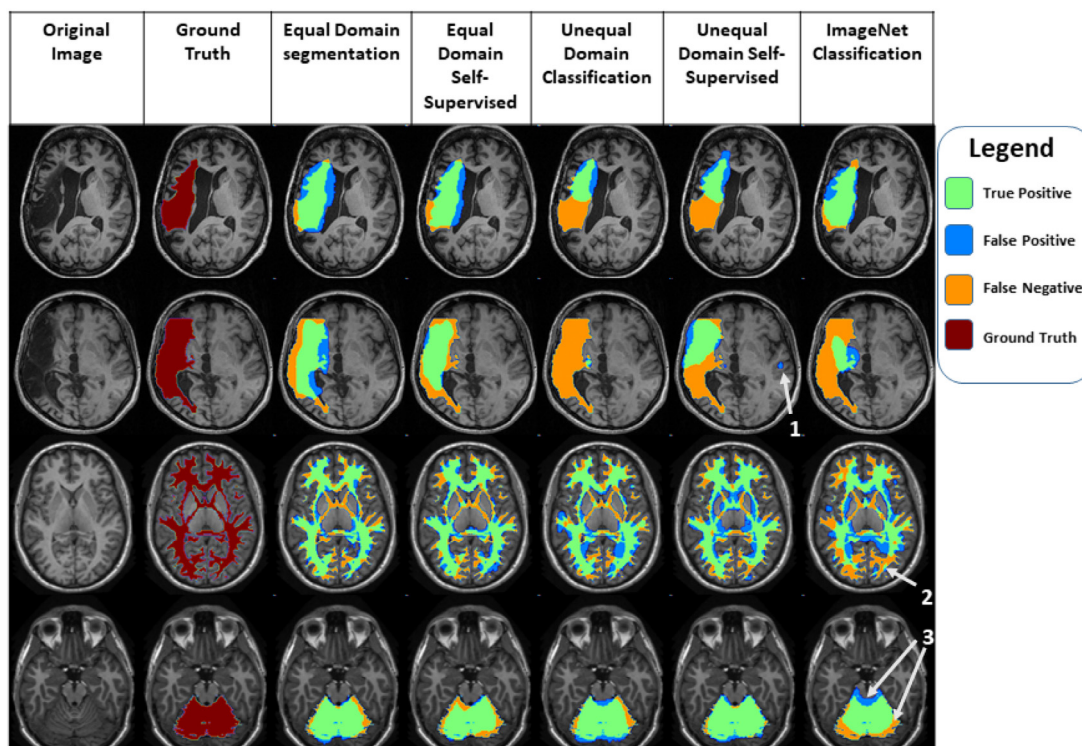 Original
Image
Ground
Truth
Equal Domain
segmentation
Equal
Domain
Self-
Supervised
Unequal
Domain
Classification
Unequal
Domain Self-
Supervised
ImageNet
Classification
Legend
True Positive
False Positive
False Negative
Ground Truth
1
2
3